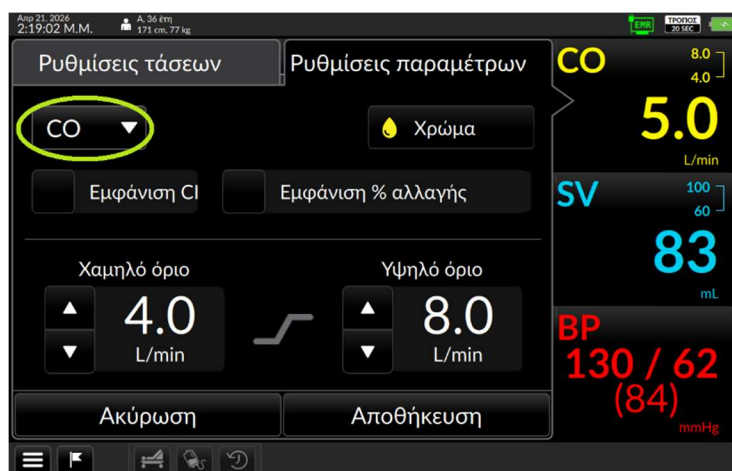 Απρ 21, 2026
2:19:02 Μ.Μ.
Α, 36 έτη
171 cm, 77 kg
EMR
ΤΡΟΠΟΣ
20 SEC
Ρυθμίσεις τάσεων
Ρυθμίσεις παραμέτρων
CO
Χρώμα
Εμφάνιση CI
Εμφάνιση % αλλαγής
Χαμηλό όριο
Υψηλό όριο
4.0
L/min
8.0
L/min
Ακύρωση
Αποθήκευση
CO
8.0
4.0
5.0
L/min
SV
100
60
83
mL
BP
130 / 62
(84)
mmHg